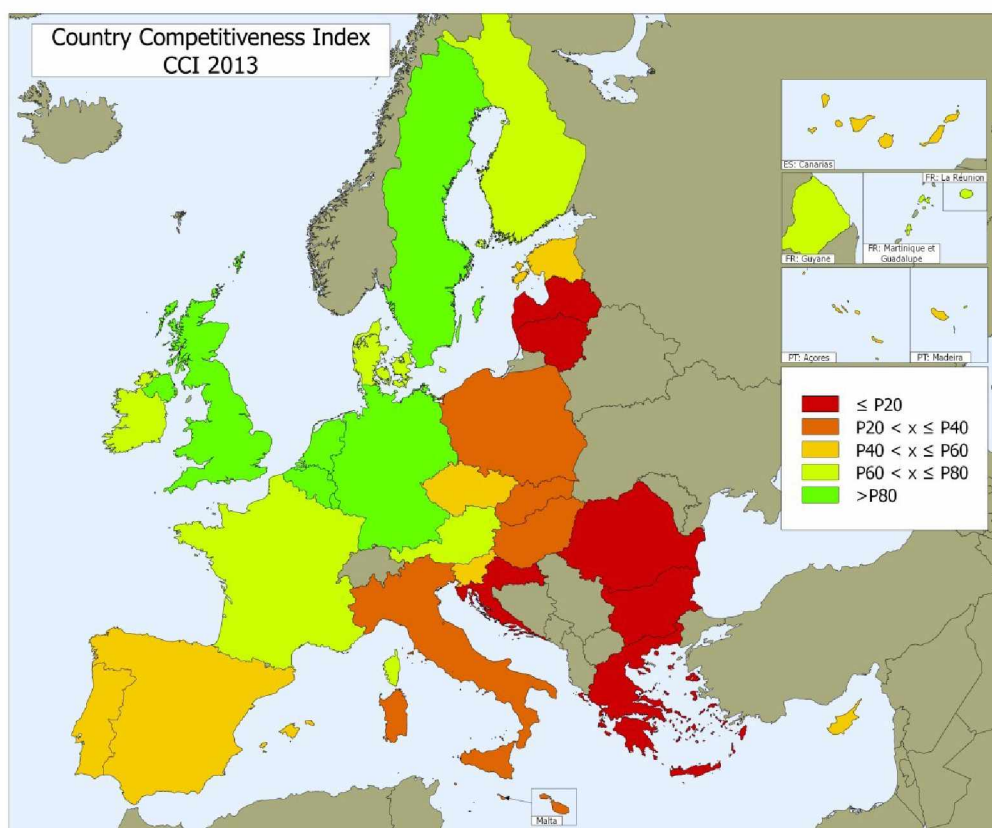 Country Competitiveness Index
CCI 2013
ES: Canarias
FR: La Réunion
FR: Guyane
FR: Martinique et
Guadalupe
PT: Açores
PT: Madeira
≤ P20
P20 < x ≤ P40
P40 < x ≤ P60
P60 < x ≤ P80
>P80
Malta